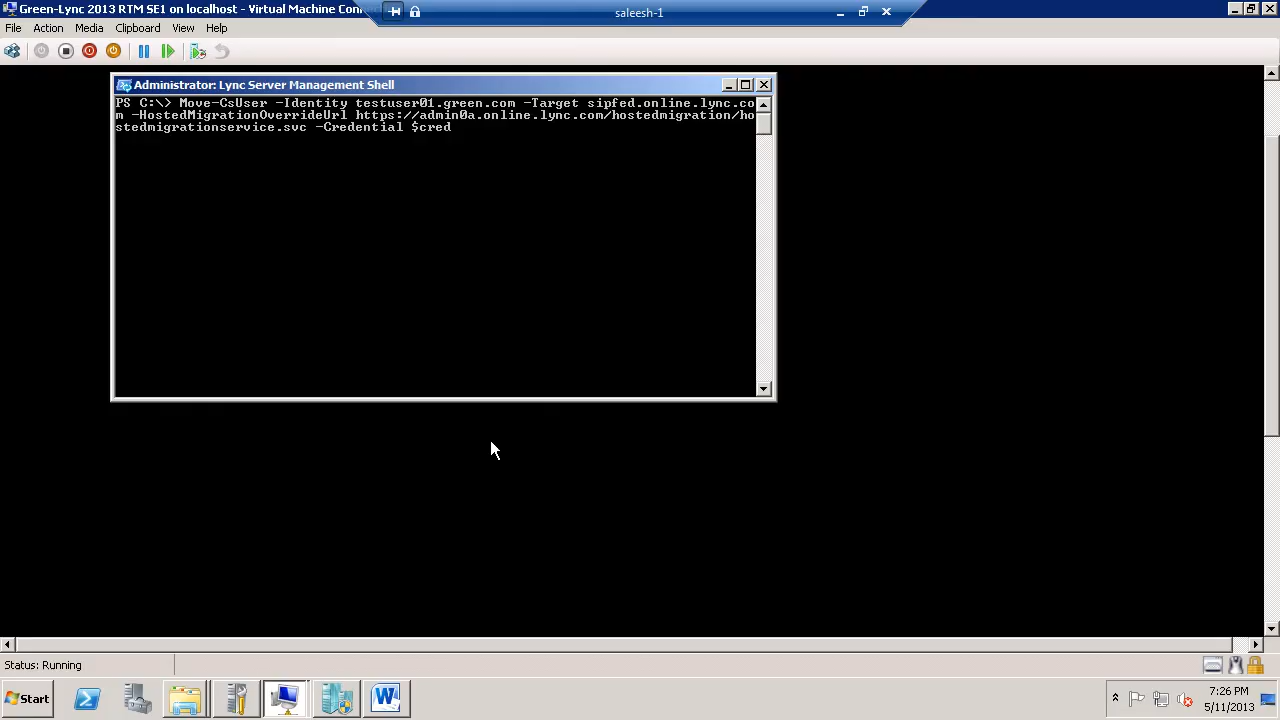 Green-Lync 2013 RTM SE1 on localhost - Virtual Machine Conn
saleesh-1
File Action Media Clipboard View Help
Administrator: Lync Server Management Shell
PS C:\> Move-CsUser -Identity testuser01.green.com -Target sipfed.online.lync.co
m -HostedMigrationOverrideUrl https://admin0a.online.lync.com/hostedmigration/ho
stedmigrationservice.svc -Credential $cred
Status: Running
Start
7:26 PM
5/11/2013